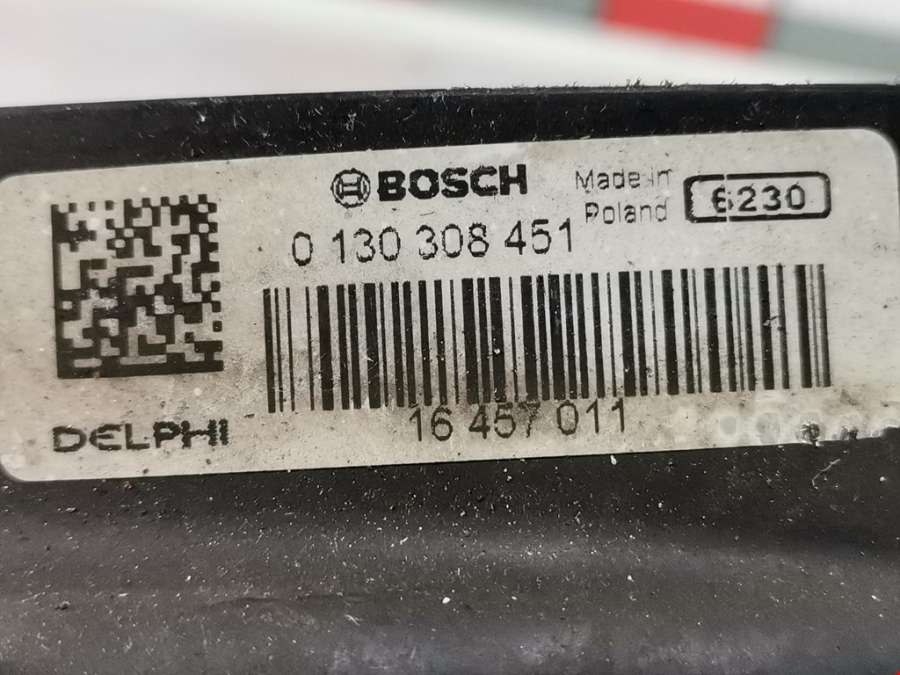 BOSCH
Made in
Poland
6230
0 130 308 451
16 457 011
DELPHI